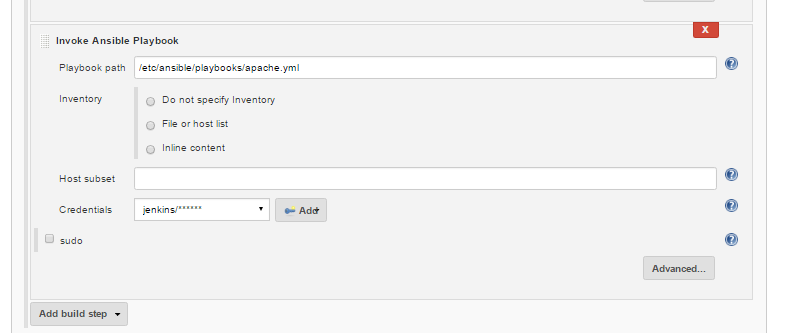 X
Invoke Ansible Playbook
Playbook path /etc/ansible/playbooks/apache.yml ?
Inventory Do not specify Inventory
File or host list
Inline content
Host subset ?
Credentials jenkins/****** Add ?
sudo ?
Advanced...
Add build step